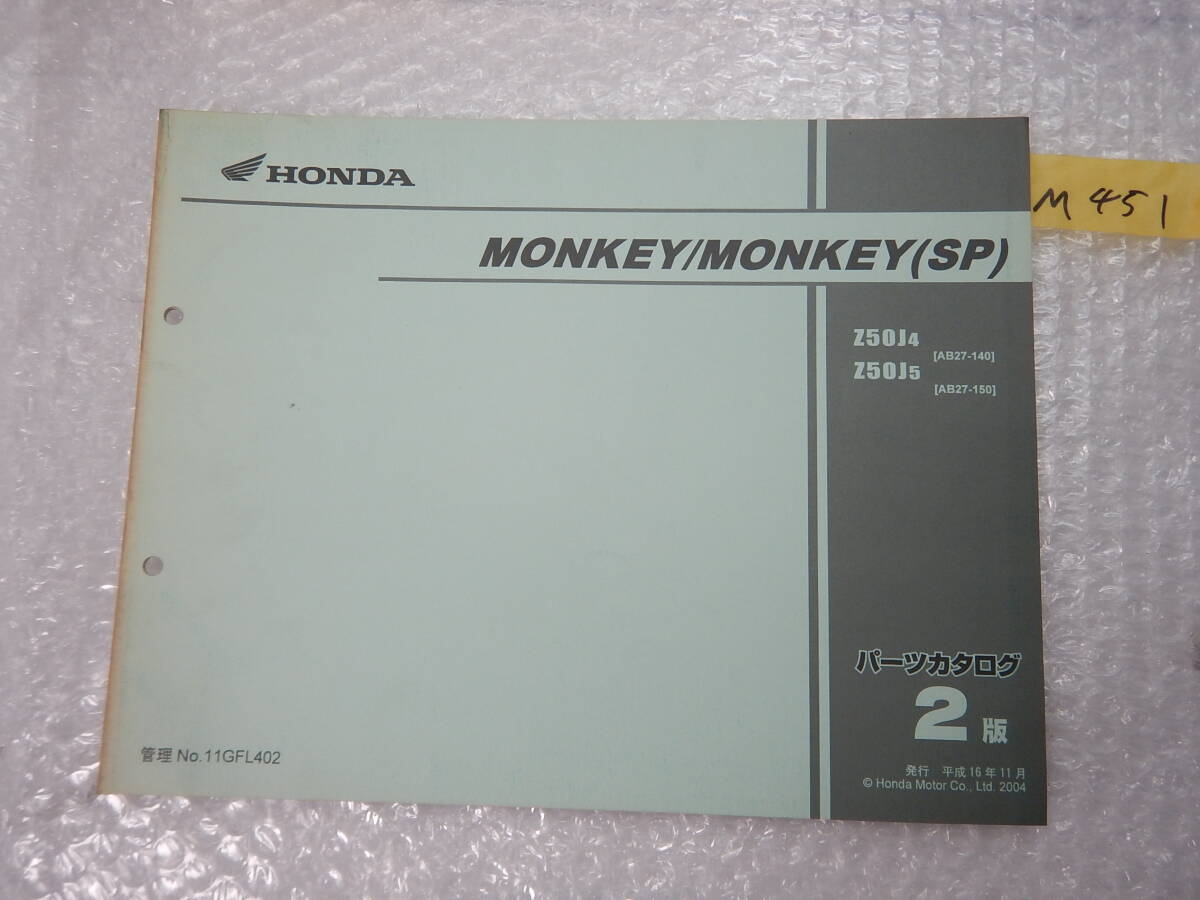 HONDA
M 451
MONKEY/MONKEY(SP)
Z50J4
[AB27-140]
Z50J5
[AB27-150]
パーツカタログ
2版
管理 No.11GFL402
発行 平成16年11月
© Honda Motor Co., Ltd. 2004